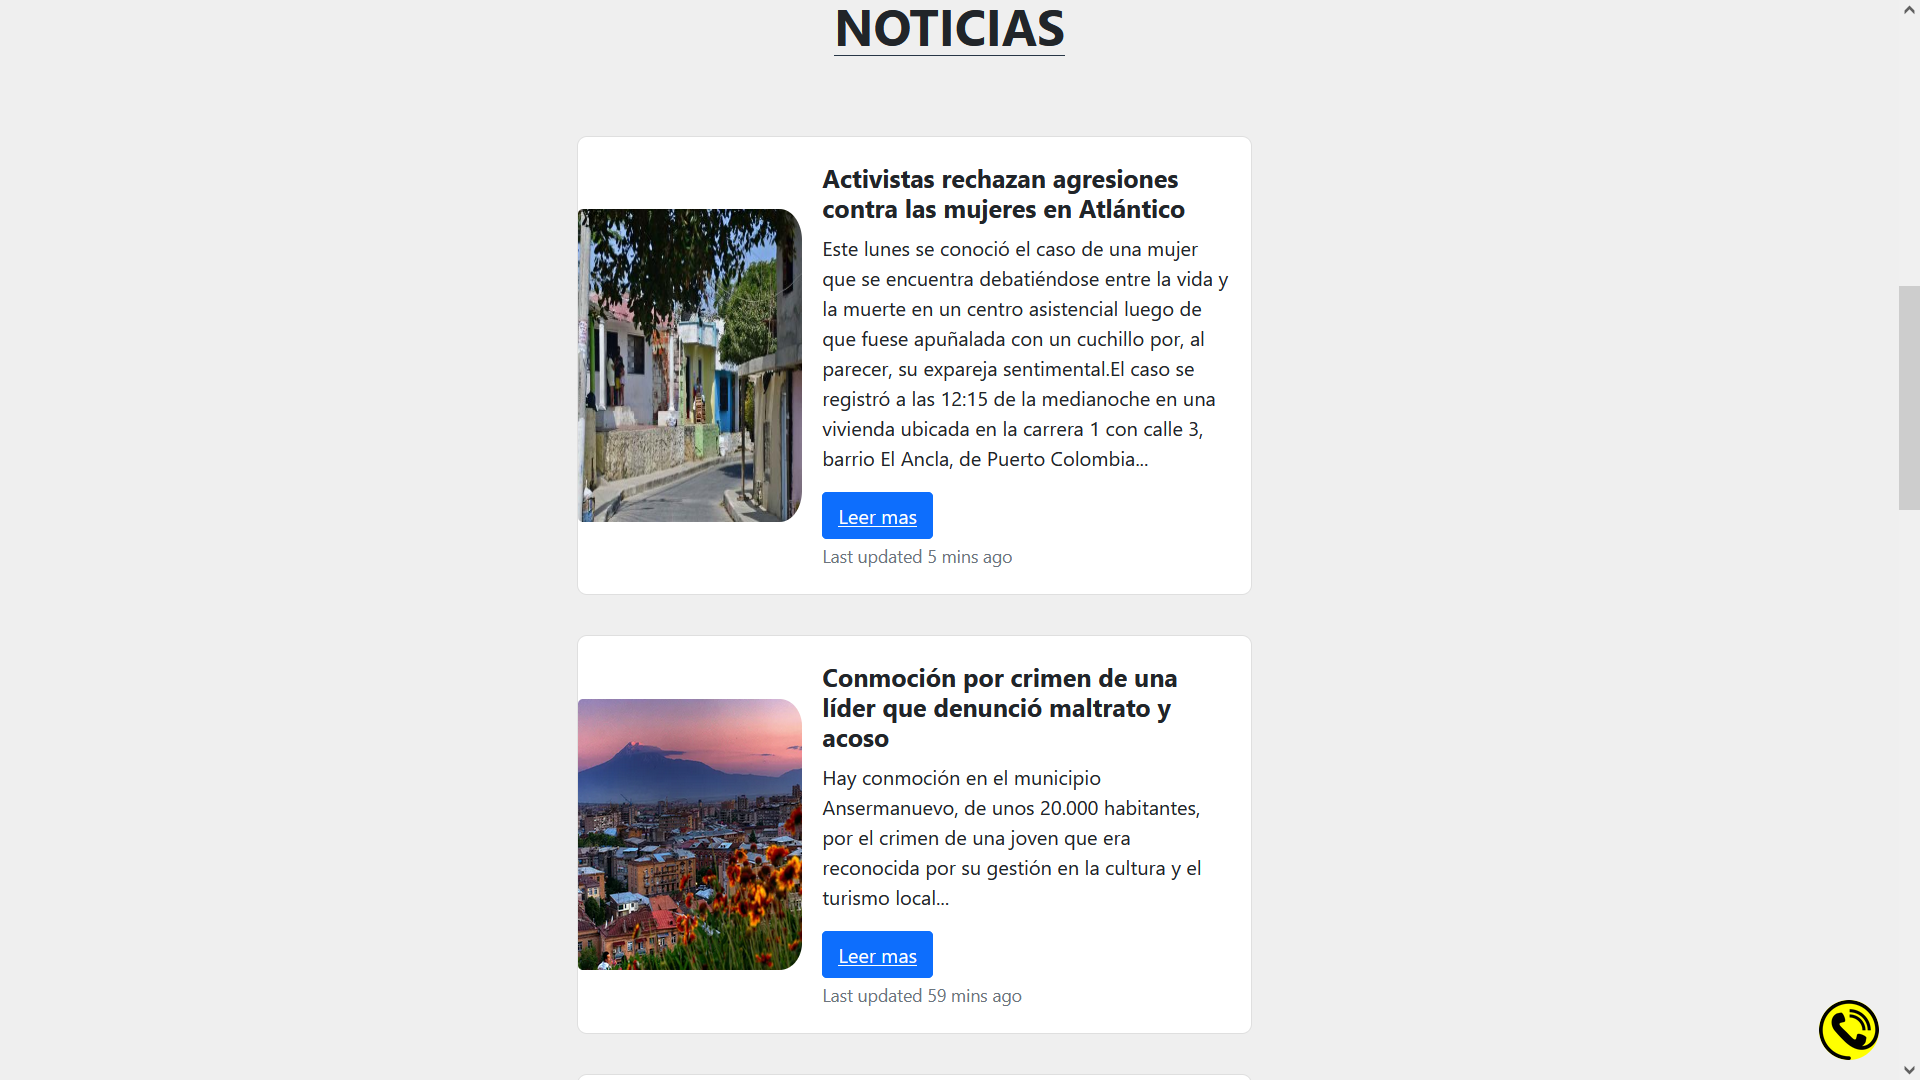 NOTICIAS
Activistas rechazan agresiones
contra las mujeres en Atlántico
Este lunes se conoció el caso de una mujer
que se encuentra debatiéndose entre la vida y
la muerte en un centro asistencial luego de
que fuese apuñalada con un cuchillo por, al
parecer, su expareja sentimental.El caso se
registró a las 12:15 de la medianoche en una
vivienda ubicada en la carrera 1 con calle 3,
barrio El Ancla, de Puerto Colombia...
Leer mas
Last updated 5 mins ago
Conmoción por crimen de una
líder que denunció maltrato y
acoso
Hay conmoción en el municipio
Ansermanuevo, de unos 20.000 habitantes,
por el crimen de una joven que era
reconocida por su gestión en la cultura y el
turismo local...
Leer mas
Last updated 59 mins ago